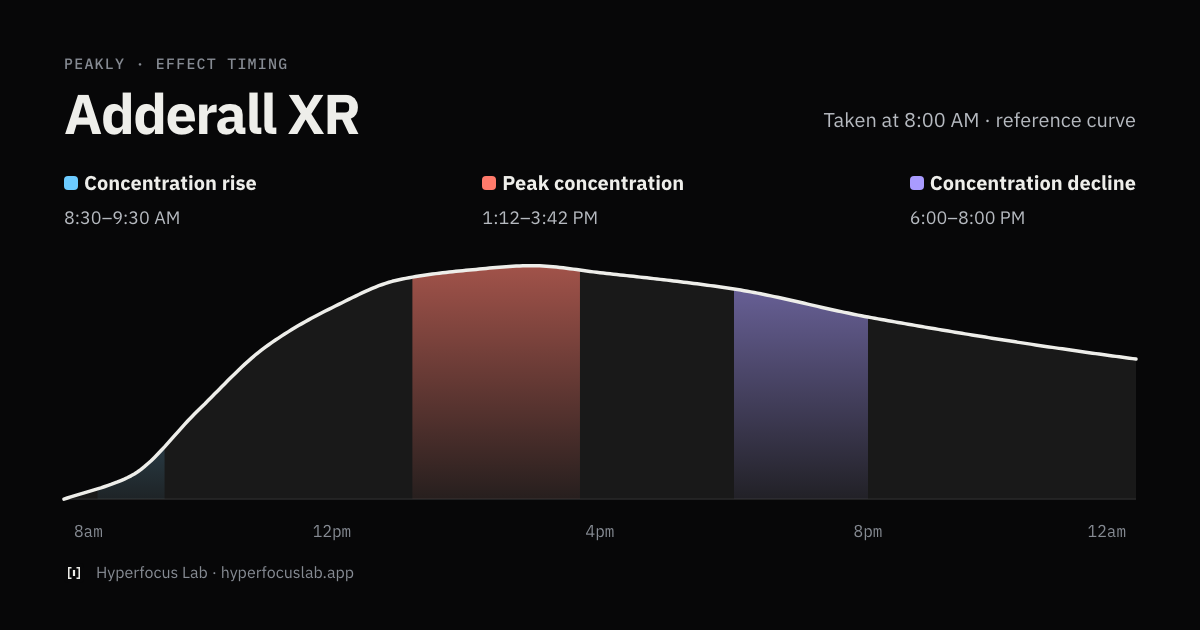 PEAKLY · EFFECT TIMING
Adderall XR
Taken at 8:00 AM · reference curve
Concentration rise
8:30–9:30 AM
Peak concentration
1:12–3:42 PM
Concentration decline
6:00–8:00 PM
8am 12pm 4pm 8pm 12am
Hyperfocus Lab · hyperfocuslab.app